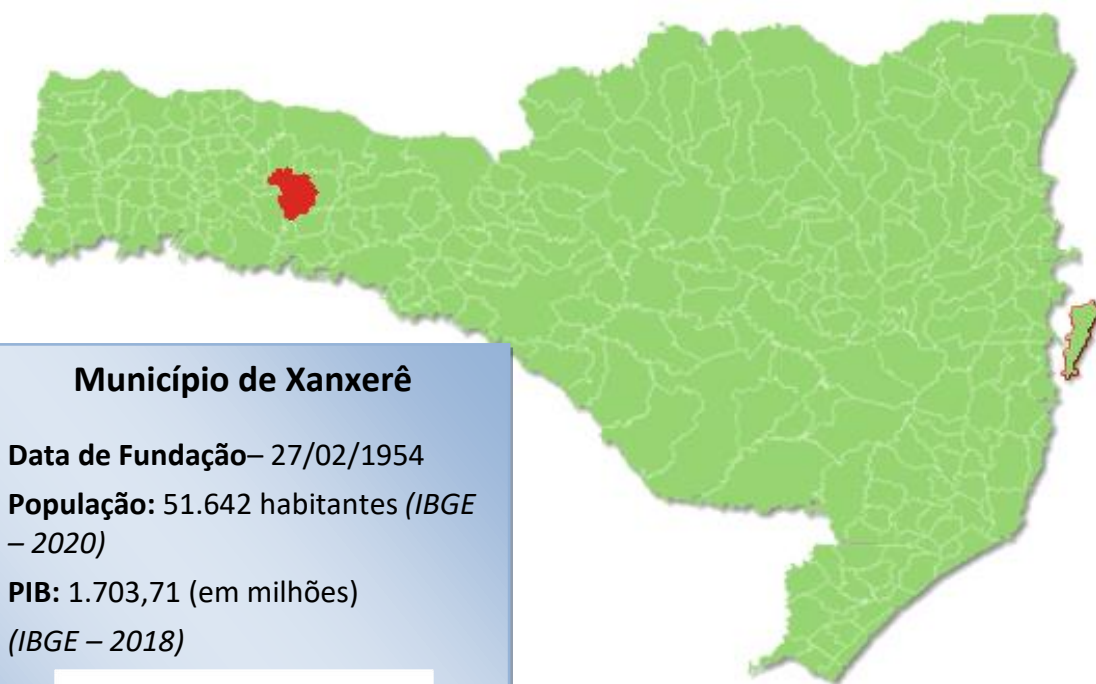 Município de Xanxerê
Data de Fundação– 27/02/1954
População: 51.642 habitantes (IBGE
– 2020)
PIB: 1.703,71 (em milhões)
(IBGE – 2018)